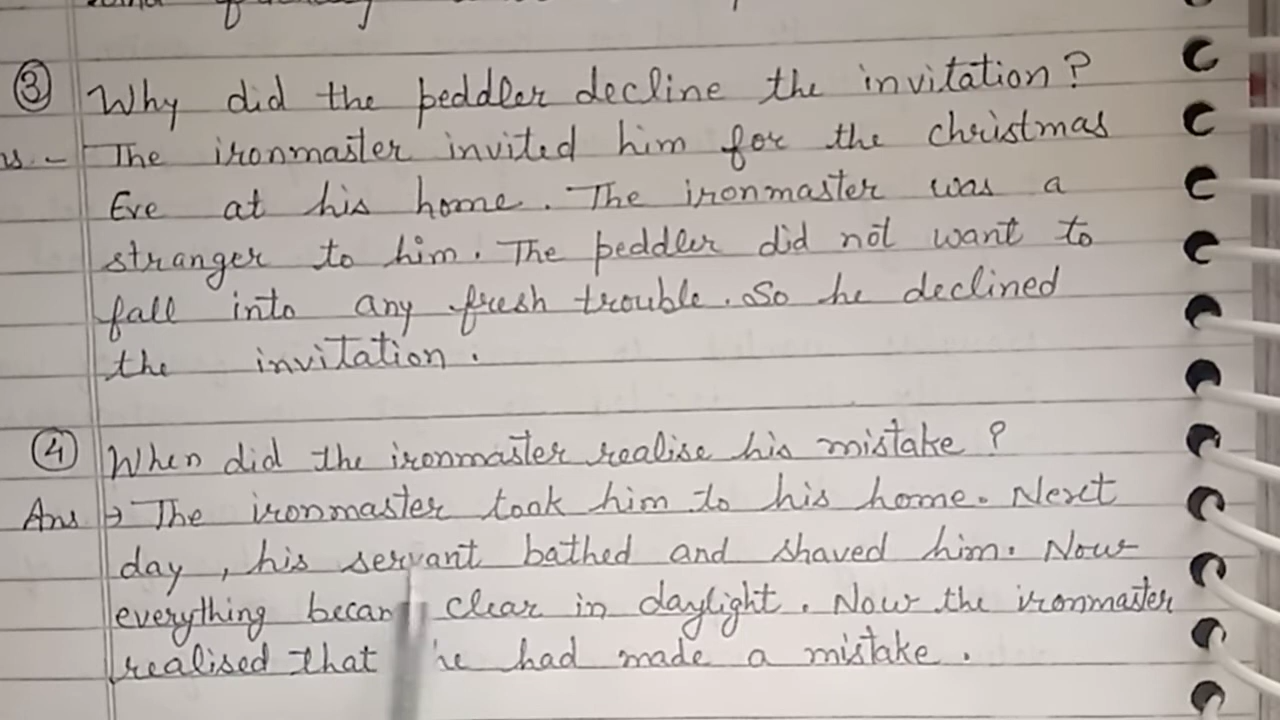 ③ Why did the peddler decline the invitation?
The ironmaster invited him for the christmas
Eve at his home. The ironmaster was a
stranger to him. The peddler did not want to
fall into any fresh trouble. So he declined
the invitation.
④ When did the ironmaster realise his mistake?
Ans → The ironmaster took him to his home. Next
day, his servant bathed and shaved him. Now
everything clear in daylight. Now the ironmaster
realised that had made a mistake.